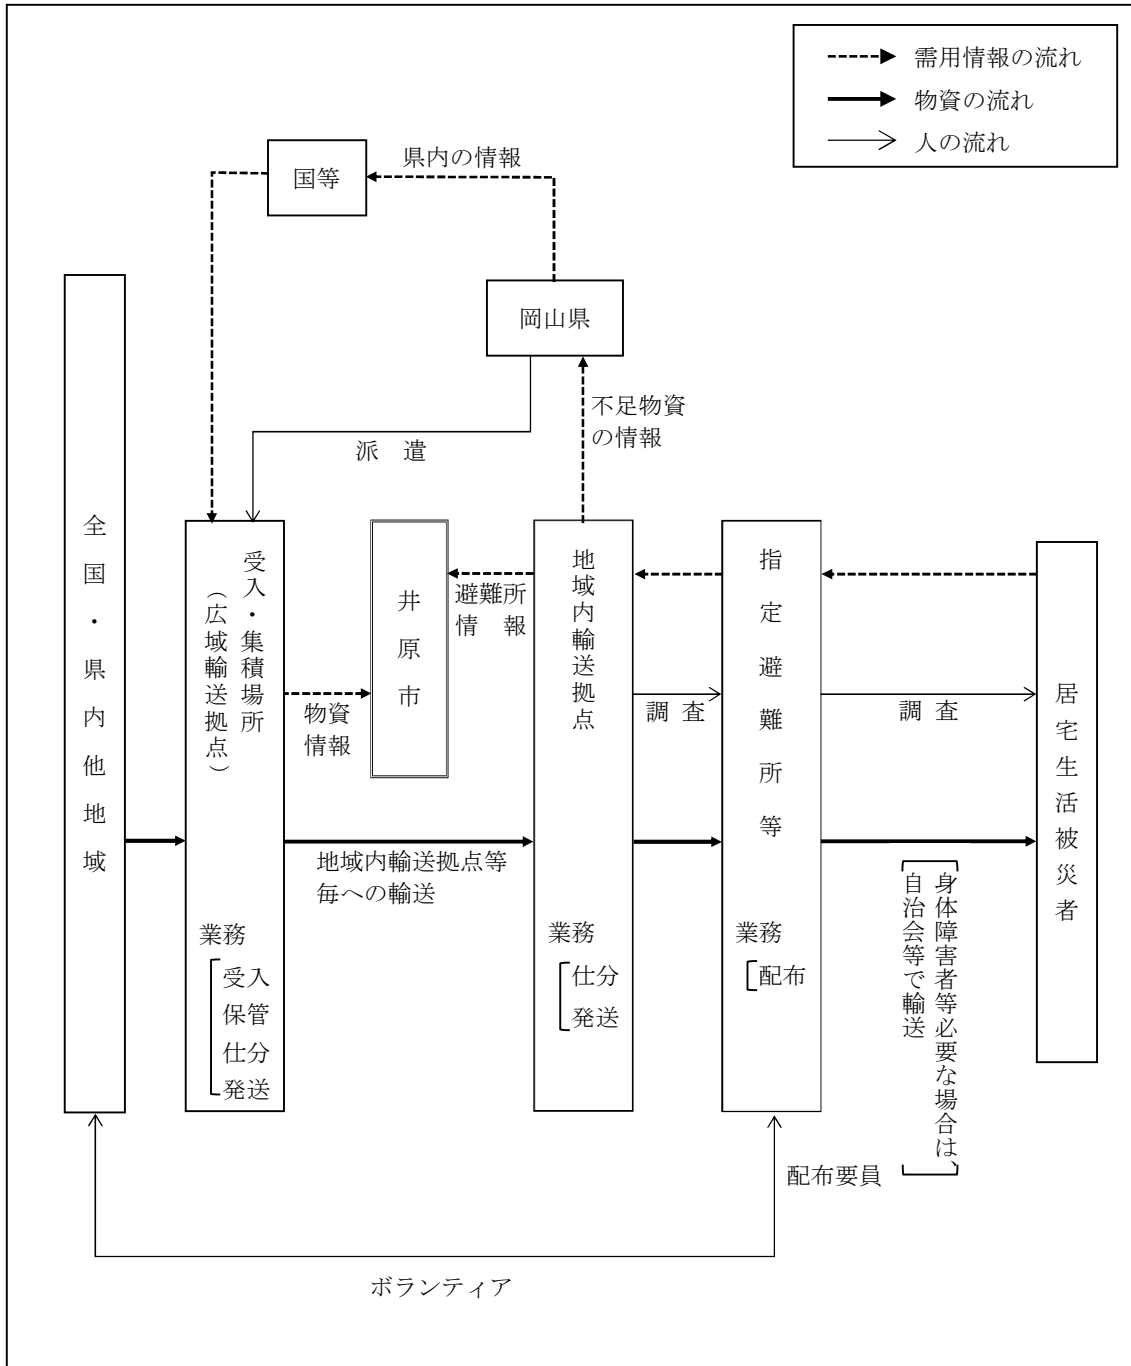 需用情報の流れ
物資の流れ
人の流れ
県内の情報
国等
岡山県
不足物資
の情報
派 遣
全国・県内他地域
受入・集積場所
（広域輸送拠点）
業務
受入
保管
仕分
発送
物資
情報
井原市
避難所
情 報
地域内輸送拠点等
毎への輸送
地域内輸送拠点
業務
仕分
発送
調 査
指定避難所等
業務
配布
調 査
身体障害者等必要な場合は、
自治会等で輸送
居宅生活被災者
配布要員
ボランティア